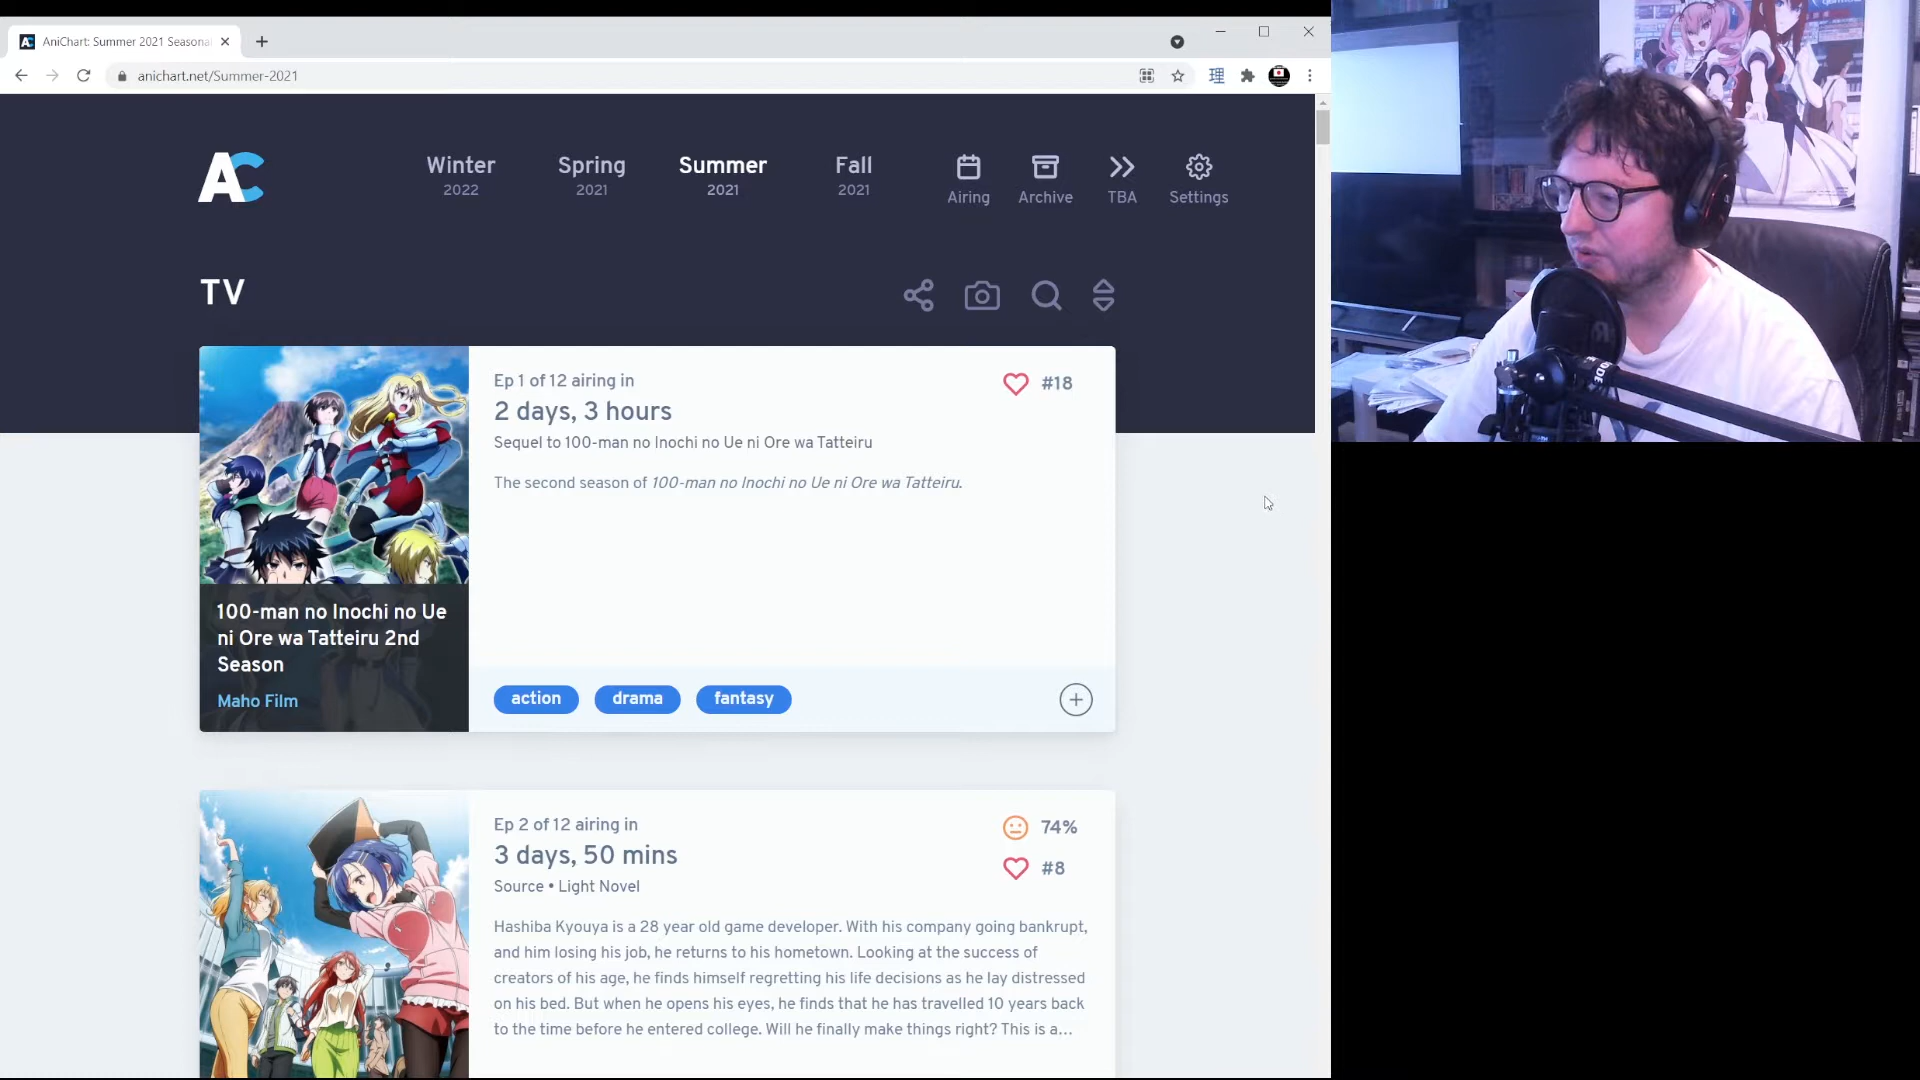 AniChart: Summer 2021 Seasona
anichart.net/Summer-2021
理
AC
Winter
2022
Spring
2021
Summer
2021
Fall
2021
Airing
Archive
TBA
Settings
TV
Ep 1 of 12 airing in
2 days, 3 hours
Sequel to 100-man no Inochi no Ue ni Ore wa Tatteiru
The second season of 100-man no Inochi no Ue ni Ore wa Tatteiru.
#18
100-man no Inochi no Ue
ni Ore wa Tatteiru 2nd
Season
Maho Film
action
drama
fantasy
Ep 2 of 12 airing in
3 days, 50 mins
Source • Light Novel
74%
#8
Hashiba Kyouya is a 28 year old game developer. With his company going bankrupt,
and him losing his job, he returns to his hometown. Looking at the success of
creators of his age, he finds himself regretting his life decisions as he lay distressed
on his bed. But when he opens his eyes, he finds that he has travelled 10 years back
to the time before he entered college. Will he finally make things right? This is a...